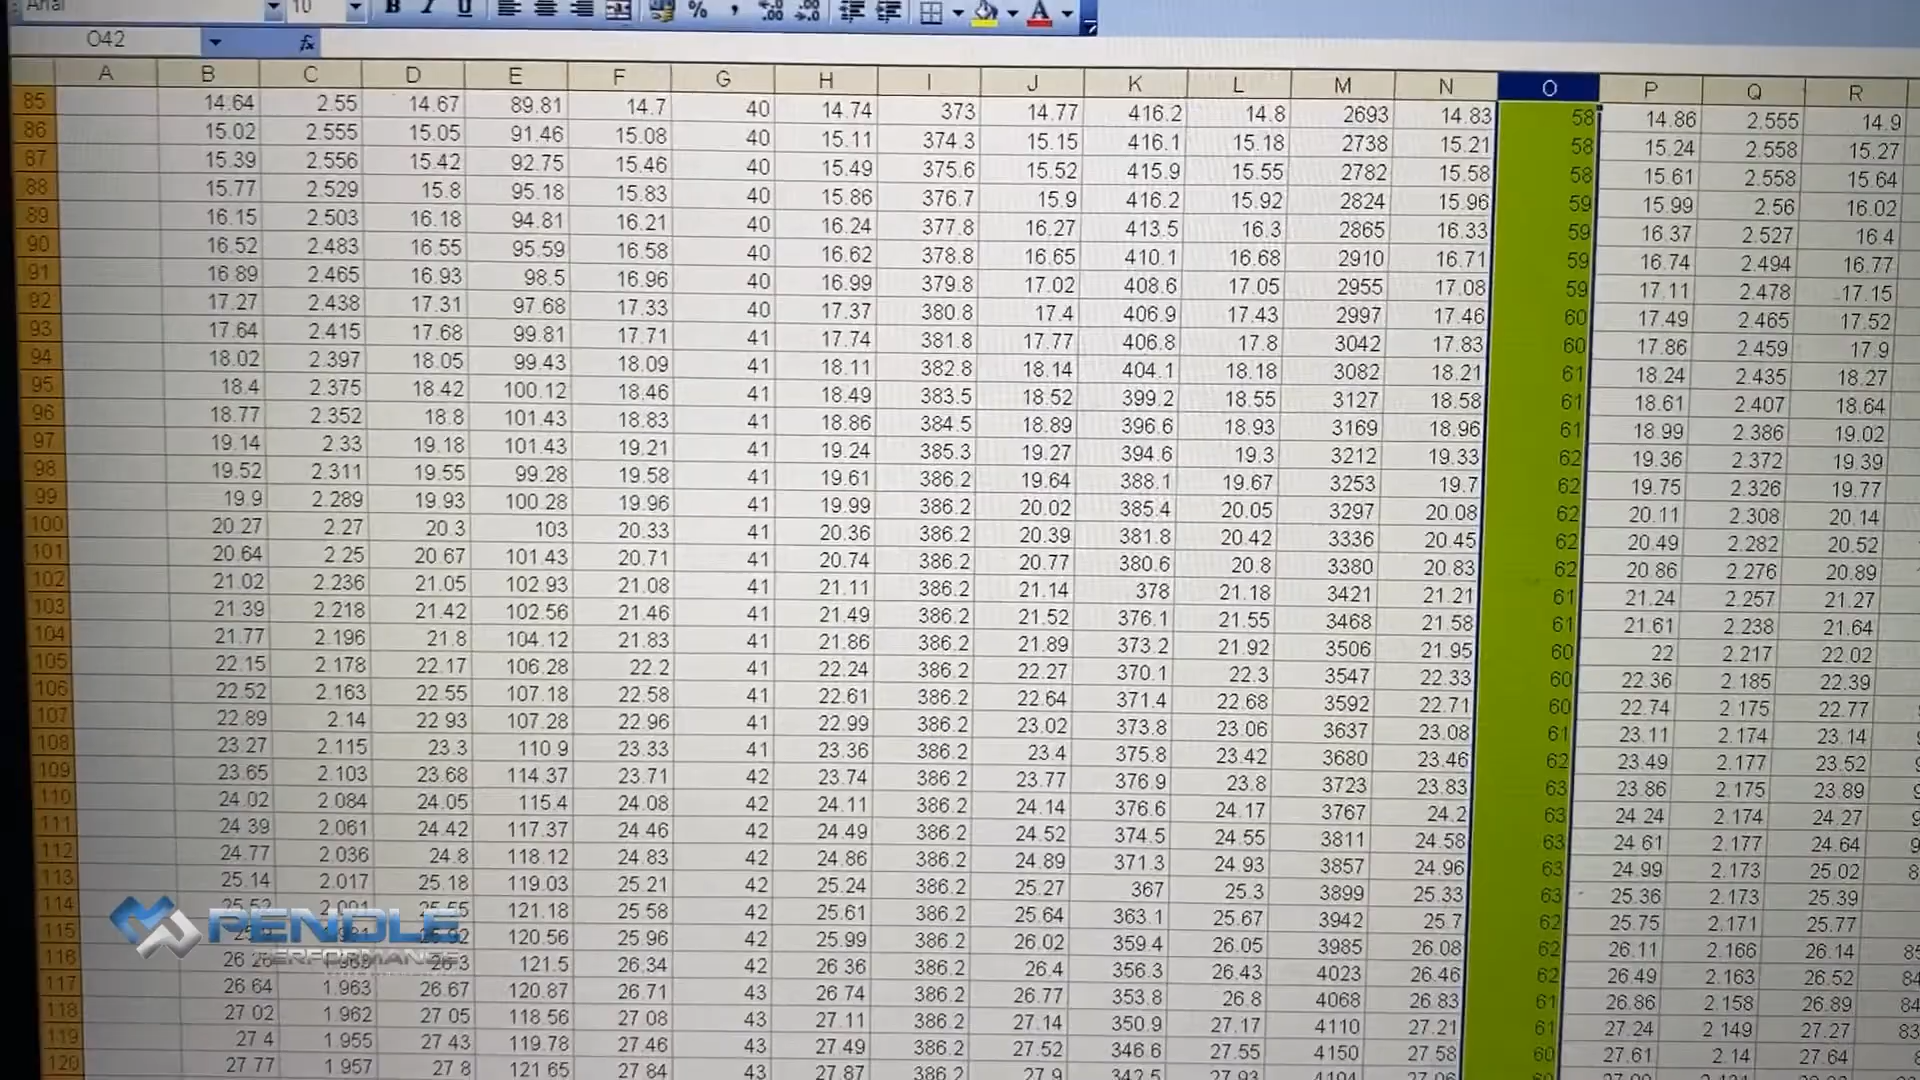 Arial 10 B I U % ,
O42 fx
A B C D E F G H I J K L M N O P Q R
85 14.64 2.55 14.67 89.81 14.7 40 14.74 373 14.77 416.2 14.8 2693 14.83 58 14.86 2.555 14.9
86 15.02 2.555 15.05 91.46 15.08 40 15.11 374.3 15.15 416.1 15.18 2738 15.21 58 15.24 2.558 15.27
87 15.39 2.556 15.42 92.75 15.46 40 15.49 375.6 15.52 415.9 15.55 2782 15.58 58 15.61 2.558 15.64
88 15.77 2.529 15.8 95.18 15.83 40 15.86 376.7 15.9 416.2 15.92 2824 15.96 59 15.99 2.56 16.02
89 16.15 2.503 16.18 94.81 16.21 40 16.24 377.8 16.27 413.5 16.3 2865 16.33 59 16.37 2.527 16.4
90 16.52 2.483 16.55 95.59 16.58 40 16.62 378.8 16.65 410.1 16.68 2910 16.71 59 16.74 2.494 16.77
91 16.89 2.465 16.93 98.5 16.96 40 16.99 379.8 17.02 408.6 17.05 2955 17.08 59 17.11 2.478 17.15
92 17.27 2.438 17.31 97.68 17.33 40 17.37 380.8 17.4 406.9 17.43 2997 17.46 60 17.49 2.465 17.52
93 17.64 2.415 17.68 99.81 17.71 41 17.74 381.8 17.77 406.8 17.8 3042 17.83 60 17.86 2.459 17.9
94 18.02 2.397 18.05 99.43 18.09 41 18.11 382.8 18.14 404.1 18.18 3082 18.21 61 18.24 2.435 18.27
95 18.4 2.375 18.42 100.12 18.46 41 18.49 383.5 18.52 399.2 18.55 3127 18.58 61 18.61 2.407 18.64
96 18.77 2.352 18.8 101.43 18.83 41 18.86 384.5 18.89 396.6 18.93 3169 18.96 61 18.99 2.386 19.02
97 19.14 2.33 19.18 101.43 19.21 41 19.24 385.3 19.27 394.6 19.3 3212 19.33 62 19.36 2.372 19.39
98 19.52 2.311 19.55 99.28 19.58 41 19.61 386.2 19.64 388.1 19.67 3253 19.7 62 19.75 2.326 19.77
99 19.9 2.289 19.93 100.28 19.96 41 19.99 386.2 20.02 385.4 20.05 3297 20.08 62 20.11 2.308 20.14
100 20.27 2.27 20.3 103 20.33 41 20.36 386.2 20.39 381.8 20.42 3336 20.45 62 20.49 2.282 20.52
101 20.64 2.25 20.67 101.43 20.71 41 20.74 386.2 20.77 380.6 20.8 3380 20.83 62 20.86 2.276 20.89
102 21.02 2.236 21.05 102.93 21.08 41 21.11 386.2 21.14 378 21.18 3421 21.21 61 21.24 2.257 21.27
103 21.39 2.218 21.42 102.56 21.46 41 21.49 386.2 21.52 376.1 21.55 3468 21.58 61 21.61 2.238 21.64
104 21.77 2.196 21.8 104.12 21.83 41 21.86 386.2 21.89 373.2 21.92 3506 21.95 60 22 2.217 22.02
105 22.15 2.178 22.17 106.28 22.2 41 22.24 386.2 22.27 370.1 22.3 3547 22.33 60 22.36 2.185 22.39
106 22.52 2.163 22.55 107.18 22.58 41 22.61 386.2 22.64 371.4 22.68 3592 22.71 60 22.74 2.175 22.77
107 22.89 2.14 22.93 107.28 22.96 41 22.99 386.2 23.02 373.8 23.06 3637 23.08 61 23.11 2.174 23.14
108 23.27 2.115 23.3 110.9 23.33 41 23.36 386.2 23.4 375.8 23.42 3680 23.46 62 23.49 2.177 23.52
109 23.65 2.103 23.68 114.37 23.71 42 23.74 386.2 23.77 376.9 23.8 3723 23.83 63 23.86 2.175 23.89
110 24.02 2.084 24.05 115.4 24.08 42 24.11 386.2 24.14 376.6 24.17 3767 24.2 63 24.24 2.174 24.27
111 24.39 2.061 24.42 117.37 24.46 42 24.49 386.2 24.52 374.5 24.55 3811 24.58 63 24.61 2.177 24.64
112 24.77 2.036 24.8 118.12 24.83 42 24.86 386.2 24.89 371.3 24.93 3857 24.96 63 24.99 2.173 25.02
113 25.14 2.017 25.18 119.03 25.21 42 25.24 386.2 25.27 367 25.3 3899 25.33 63 25.36 2.173 25.39
114 25.52 2.001 25.55 121.18 25.58 42 25.61 386.2 25.64 363.1 25.67 3942 25.7 62 25.75 2.171 25.77
115 120.56 25.96 42 25.99 386.2 26.02 359.4 26.05 3985 26.08 62 26.11 2.166 26.14
116 26.26 26.3 121.5 26.34 42 26.36 386.2 26.4 356.3 26.43 4023 26.46 62 26.49 2.163 26.52
117 26.64 1.963 26.67 120.87 26.71 43 26.74 386.2 26.77 353.8 26.8 4068 26.83 61 26.86 2.158 26.89
118 27.02 1.962 27.05 118.56 27.08 43 27.11 386.2 27.14 350.9 27.17 4110 27.21 61 27.24 2.149 27.27
119 27.4 1.955 27.43 119.78 27.46 43 27.49 386.2 27.52 346.6 27.55 4150 27.58 60 27.61 2.14 27.64
120 27.77 1.957 27.8 121.65 27.84 43 27.87 386.2 27.9 342.5 27.93
PENDLE
PERFORMANCE